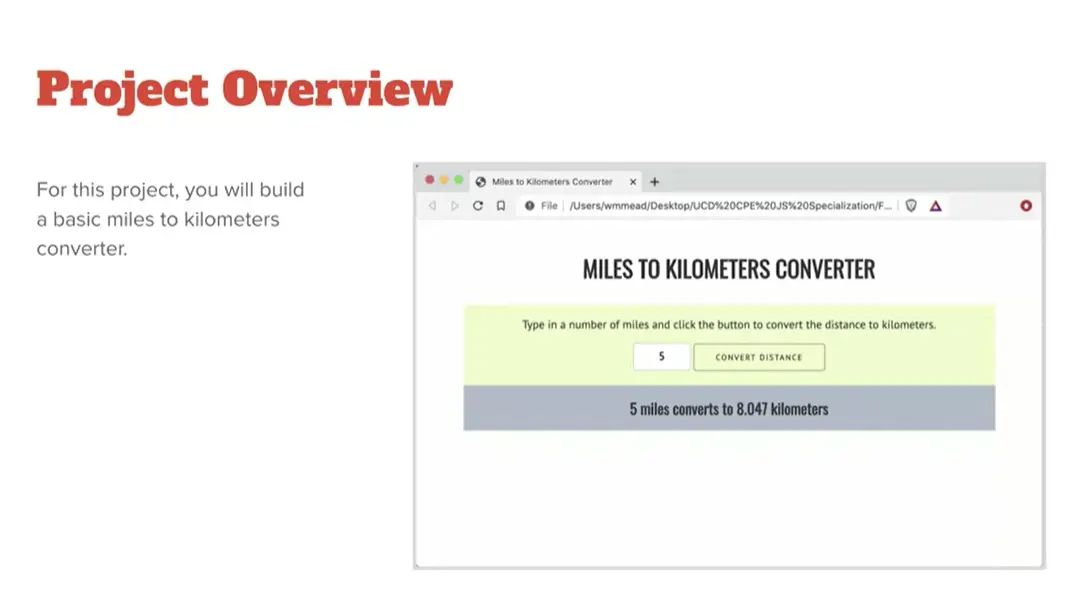 Project Overview
For this project, you will build
a basic miles to kilometers
converter.
Miles to Kilometers Converter
File /Users/wmmead/Desktop/UCD%20CPE%20JS%20Specialization/F...
MILES TO KILOMETERS CONVERTER
Type in a number of miles and click the button to convert the distance to kilometers.
5 CONVERT DISTANCE
5 miles converts to 8.047 kilometers